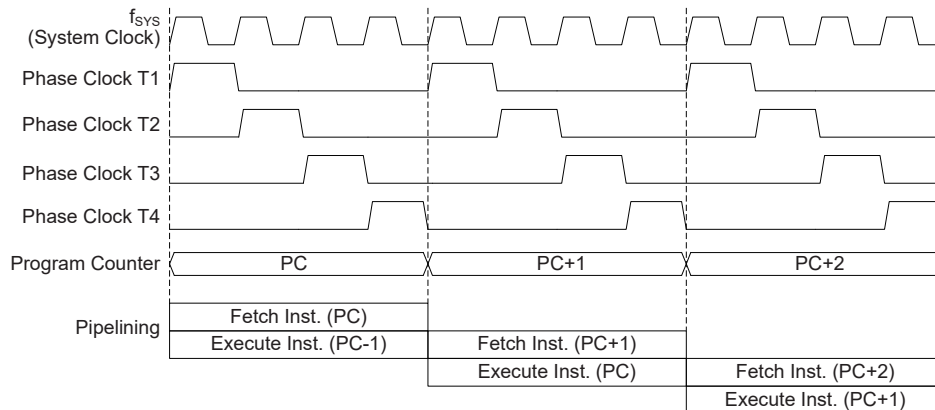 fSYS
(System Clock)
Phase Clock T1
Phase Clock T2
Phase Clock T3
Phase Clock T4
Program Counter PC PC+1 PC+2
Pipelining
Fetch Inst. (PC)
Execute Inst. (PC-1) Fetch Inst. (PC+1)
Execute Inst. (PC) Fetch Inst. (PC+2)
Execute Inst. (PC+1)